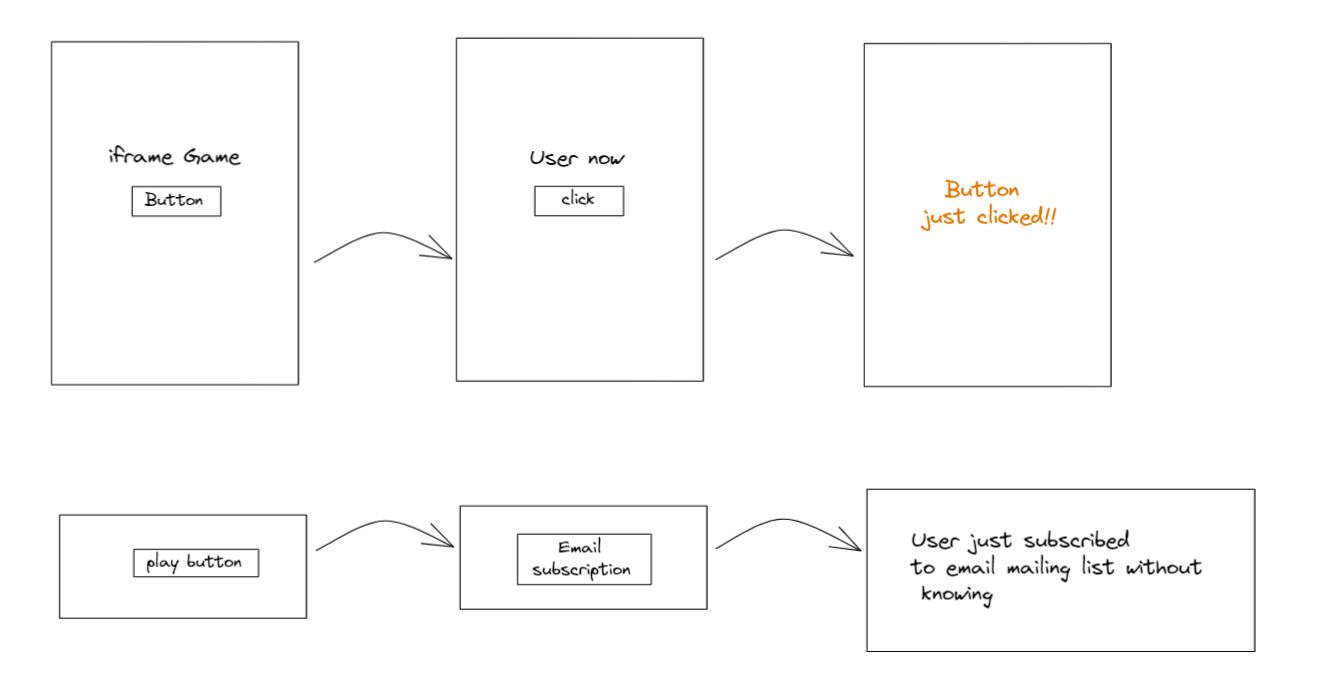 iframe Game
Button
User now
click
Button
just clicked!!
play button
Email
subscription
User just subscribed
to email mailing list without
knowing